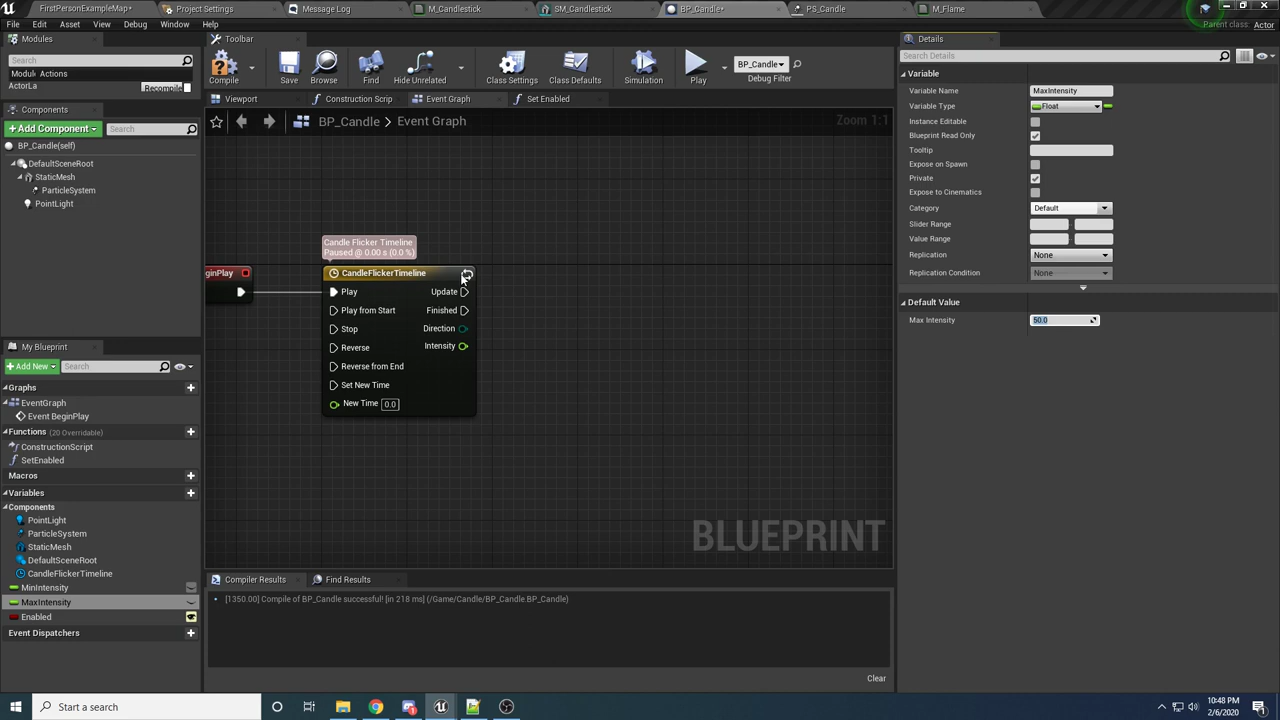 FirstPersonExampleMap*
Project Settings
Message Log
M_Candlestick
SM_Candlestick
BP_Candle*
PS_Candle
M_Flame
File
Edit
Asset
View
Debug
Window
Help
Parent class:
Actor
Modules
Toolbar
Details
Search
Actions
ActorLa
Recompile
Compile
Save
Browse
Find
Hide Unrelated
Class Settings
Class Defaults
Simulation
Play
BP_Candle
Debug Filter
Search Details
Components
Viewport
Construction Scrip
Event Graph
Set Enabled
+Add Component
Search
BP_Candle > Event Graph
Zoom 1:1
BP_Candle(self)
DefaultSceneRoot
StaticMesh
ParticleSystem
PointLight
Variable
Variable Name
MaxIntensity
Variable Type
Float
Instance Editable
Blueprint Read Only
Tooltip
Expose on Spawn
Private
Expose to Cinematics
Category
Default
Slider Range
Value Range
Replication
None
Replication Condition
None
Default Value
Max Intensity
50.0
Candle Flicker Timeline
Paused @ 0.00 s (0.0 %)
ginPlay
CandleFlickerTimeline
Play
Update
Play from Start
Finished
Stop
Direction
Reverse
Intensity
Reverse from End
Set New Time
New Time
0.0
BLUEPRINT
My Blueprint
+Add New
Search
Graphs
EventGraph
Event BeginPlay
Functions (20 Overridable)
ConstructionScript
SetEnabled
Macros
Variables
Components
PointLight
ParticleSystem
StaticMesh
DefaultSceneRoot
CandleFlickerTimeline
MinIntensity
MaxIntensity
Enabled
Event Dispatchers
Compiler Results
Find Results
[1350.00] Compile of BP_Candle successful! [in 218 ms] (/Game/Candle/BP_Candle.BP_Candle)
Clear
Start a search
10:48 PM
2/6/2020